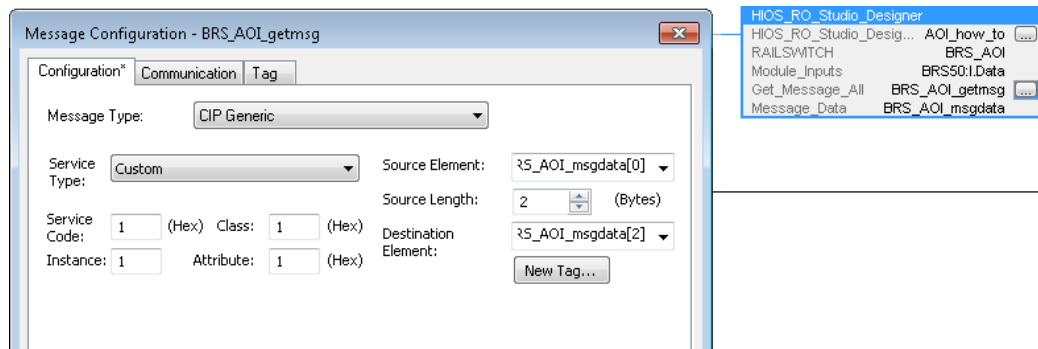 Message Configuration - BRS_AOI_getmsg
Configuration* Communication Tag
Message Type: CIP Generic
Service Type: Custom
Source Element: RS_AOI_msgdata[0]
Source Length: 2 (Bytes)
Service Code: 1 (Hex) Class: 1 (Hex)
Destination Element: RS_AOI_msgdata[2]
Instance: 1 Attribute: 1 (Hex)
New Tag...
HIOS_RO_Studio_Designer
HIOS_RO_Studio_Desig... AOI_how_to ...
RAILSWITCH BRS_AOI
Module_Inputs BRS50:I.Data
Get_Message_All BRS_AOI_getmsg ...
Message_Data BRS_AOI_msgdata